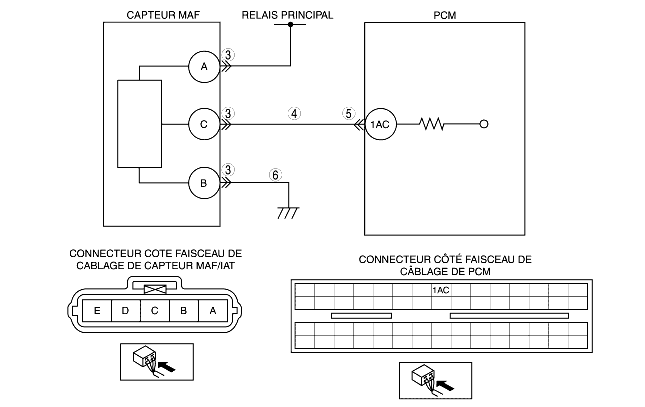 CAPTEUR MAF
RELAIS PRINCIPAL
PCM
A
3
C
3
4
5
1AC
B
3
6
CONNECTEUR COTE FAISCEAU DE
CABLAGE DE CAPTEUR MAF/IAT
E D C B A
CONNECTEUR CÔTÉ FAISCEAU DE
CÂBLAGE DE PCM
1AC